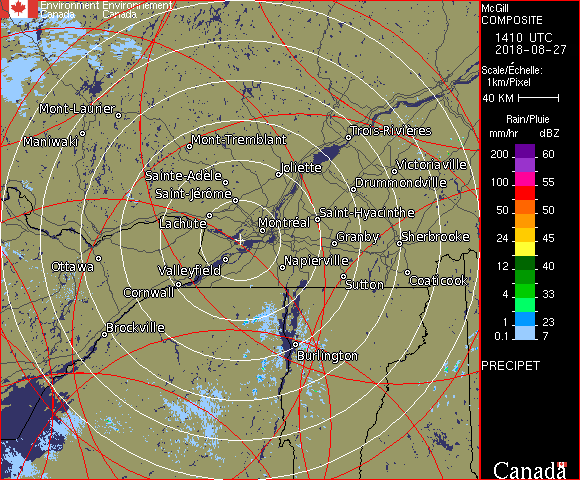 Environment Environnement
Canada Canada
McGill
COMPOSITE
1410 UTC
2018-08-27
Scale/Échelle:
1km/Pixel
40 KM
Rain/Pluie
mm/hr dBZ
200 60
150 57
100 55
50 50
24 45
12 40
4 33
1 23
0.1 7
PRECIPET
Canada
Mont-Laurier
Maniwaki
Mont-Tremblant
Trois-Rivières
Sainte-Adèle
Joliette
Victoriaville
Saint-Jérôme
Drummondville
Lachute
Montréal
Saint-Hyacinthe
Granby
Sherbrooke
Ottawa
Valleyfield
Napierville
Cornwall
Sutton
Coaticook
Brockville
Burlington